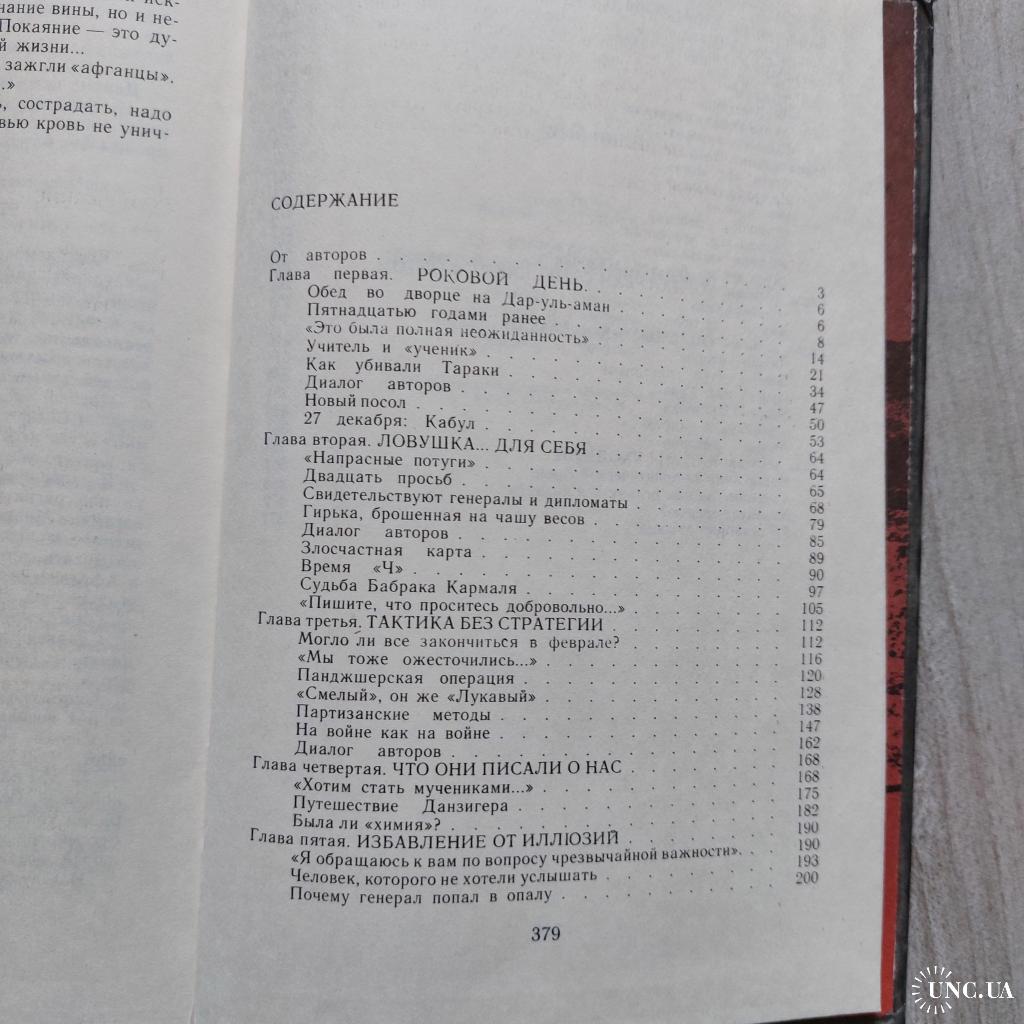 иск-
нание вины, но и не-
Покаяние — это ду-
й жизни...
зажгли «афганцы».
.»
, сострадать, надо
вью кровь не унич-
СОДЕРЖАНИЕ
От авторов . . . 3
Глава первая. РОКОВОЙ ДЕНЬ. . . . 6
Обед во дворце на Дар-уль-аман . . . 6
Пятнадцатью годами ранее . . . 8
«Это была полная неожиданность» . . . 14
Учитель и «ученик» . . . 21
Как убивали Тараки . . . 34
Диалог авторов . . . 47
Новый посол . . . 50
27 декабря: Кабул . . . 53
Глава вторая. ЛОВУШКА... ДЛЯ СЕБЯ . . . 64
«Напрасные потуги» . . . 64
Двадцать просьб . . . 65
Свидетельствуют генералы и дипломаты . . . 68
Гирька, брошенная на чашу весов . . . 79
Диалог авторов . . . 85
Злосчастная карта . . . 89
Время «Ч» . . . 90
Судьба Бабрака Кармаля . . . 97
«Пишите, что проситесь добровольно...» . . . 105
Глава третья. ТАКТИКА БЕЗ СТРАТЕГИИ . . . 112
Могло ли все закончиться в феврале? . . . 112
«Мы тоже ожесточились...» . . . 116
Панджшерская операция . . . 120
«Смелый», он же «Лукавый» . . . 128
Партизанские методы . . . 138
На войне как на войне . . . 147
Диалог авторов . . . 162
Глава четвертая. ЧТО ОНИ ПИСАЛИ О НАС . . . 168
«Хотим стать мучениками...» . . . 168
Путешествие Данзигера . . . 175
Была ли «химия»? . . . 182
Глава пятая. ИЗБАВЛЕНИЕ ОТ ИЛЛЮЗИЙ . . . 190
«Я обращаюсь к вам по вопросу чрезвычайной важности». . . . 190
Человек, которого не хотели услышать . . . 193
Почему генерал попал в опалу . . . 200
379
UNC.UA